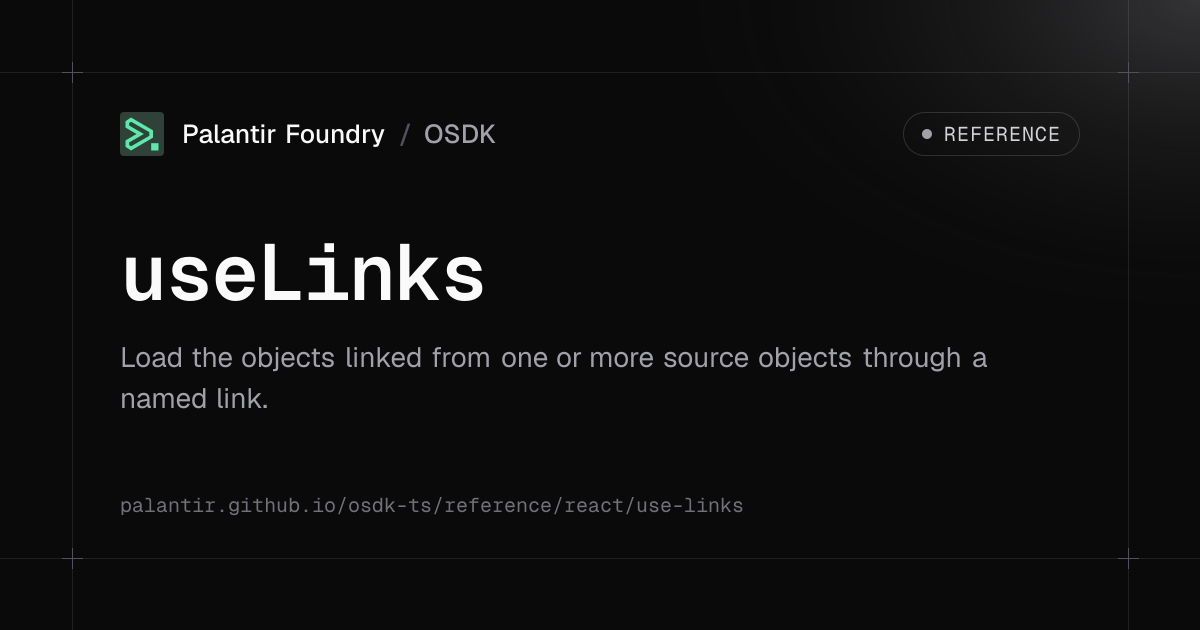 Palantir Foundry / OSDK
REFERENCE
useLinks
Load the objects linked from one or more source objects through a
named link.
palantir.github.io/osdk-ts/reference/react/use-links